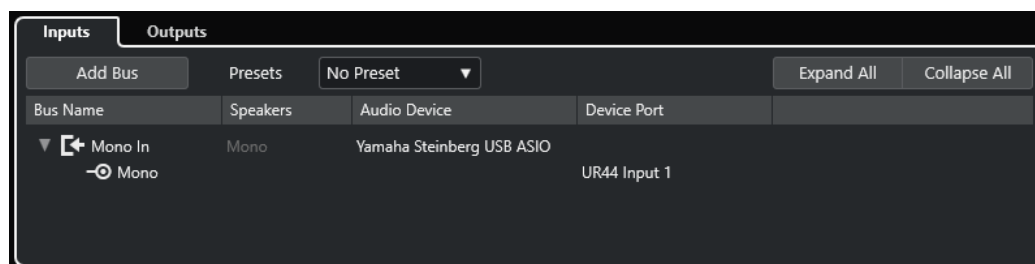 Inputs Outputs
Add Bus Presets No Preset Expand All Collapse All
Bus Name Speakers Audio Device Device Port
Mono In Mono Yamaha Steinberg USB ASIO
Mono UR44 Input 1